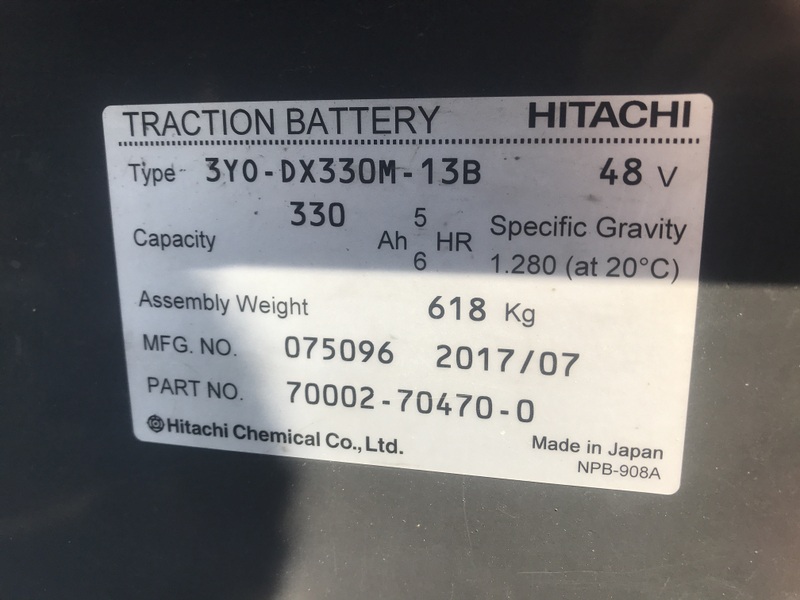 TRACTION BATTERY HITACHI
Type 3Y0-DX330M-13B 48 V
Capacity 330 Ah 5 HR Specific Gravity
6 1.280 (at 20°C)
Assembly Weight 618 Kg
MFG. NO. 075096 2017/07
PART NO. 70002-70470-0
Hitachi Chemical Co., Ltd. Made in Japan
NPB-908A